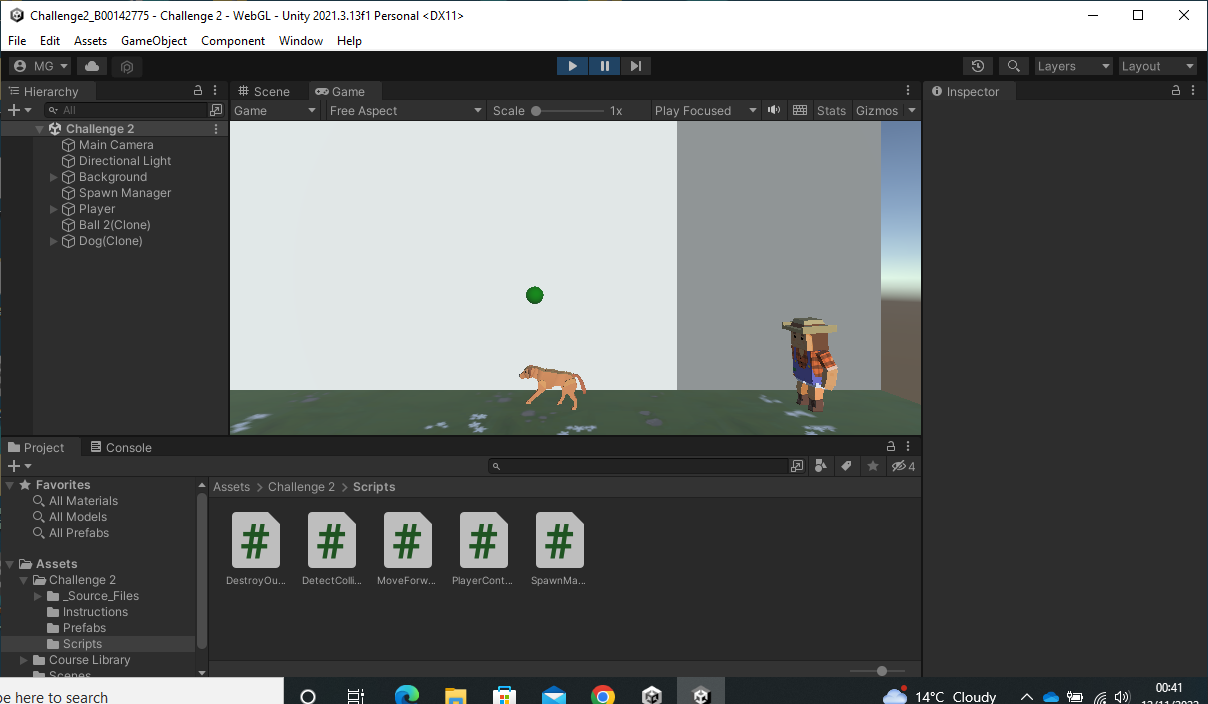 Challenge2_B00142775 - Challenge 2 - WebGL - Unity 2021.3.13f1 Personal <DX11>
File Edit Assets GameObject Component Window Help
MG Layers Layout
Hierarchy
All
Challenge 2
Main Camera
Directional Light
Background
Spawn Manager
Player
Ball 2(Clone)
Dog(Clone)
Scene Game
Game Free Aspect Scale 1x Play Focused Stats Gizmos
Inspector
Project Console
4
Favorites
All Materials
All Models
All Prefabs
Assets
Challenge 2
_Source_Files
Instructions
Prefabs
Scripts
Course Library
Scenes
Assets > Challenge 2 > Scripts
DestroyOu... DetectColli... MoveForw... PlayerCont... SpawnMa...
pe here to search
14°C Cloudy
00:41